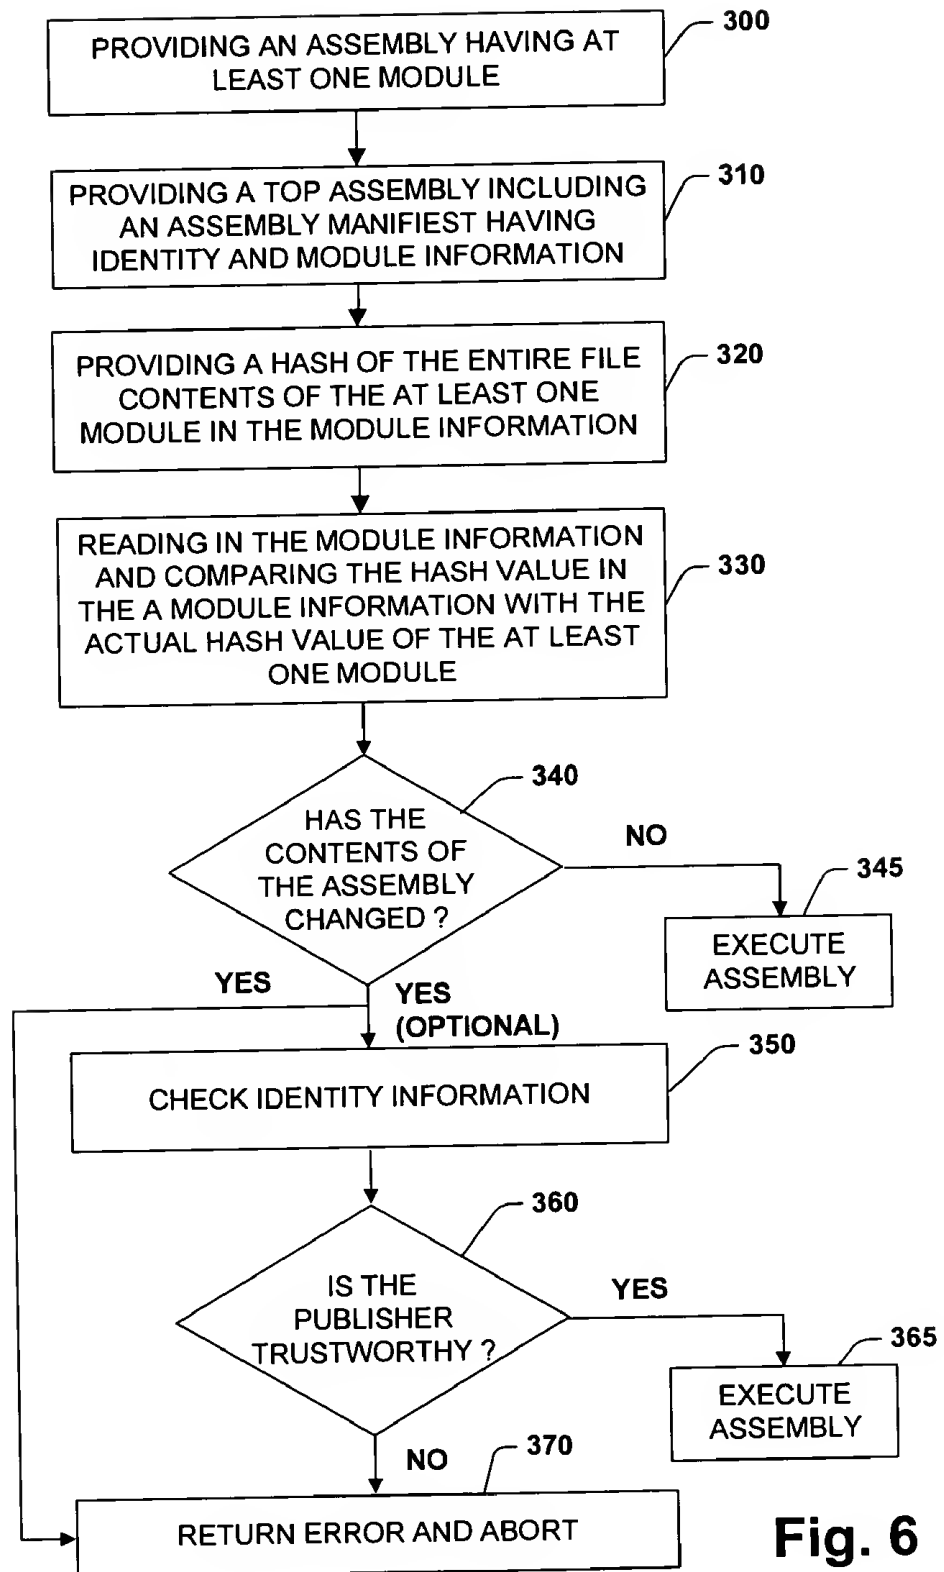 PROVIDING AN ASSEMBLY HAVING AT
LEAST ONE MODULE
300
PROVIDING A TOP ASSEMBLY INCLUDING
AN ASSEMBLY MANIFIEST HAVING
IDENTITY AND MODULE INFORMATION
310
PROVIDING A HASH OF THE ENTIRE FILE
CONTENTS OF THE AT LEAST ONE
MODULE IN THE MODULE INFORMATION
320
READING IN THE MODULE INFORMATION
AND COMPARING THE HASH VALUE IN
THE A MODULE INFORMATION WITH THE
ACTUAL HASH VALUE OF THE AT LEAST
ONE MODULE
330
HAS THE
CONTENTS OF
THE ASSEMBLY
CHANGED ?
340
NO
345
EXECUTE
ASSEMBLY
YES
YES
(OPTIONAL)
CHECK IDENTITY INFORMATION
350
IS THE
PUBLISHER
TRUSTWORTHY ?
360
YES
365
EXECUTE
ASSEMBLY
NO
370
RETURN ERROR AND ABORT
Fig. 6